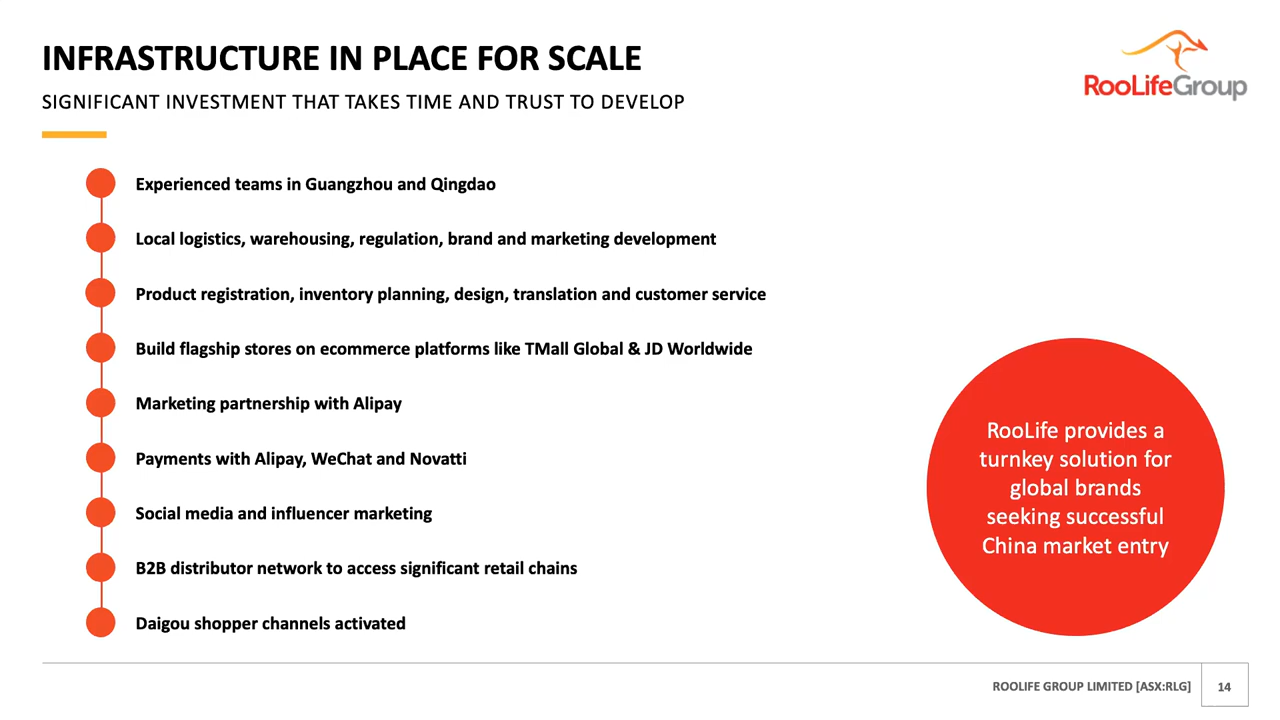 INFRASTRUCTURE IN PLACE FOR SCALE
SIGNIFICANT INVESTMENT THAT TAKES TIME AND TRUST TO DEVELOP
RooLifeGroup
Experienced teams in Guangzhou and Qingdao
Local logistics, warehousing, regulation, brand and marketing development
Product registration, inventory planning, design, translation and customer service
Build flagship stores on ecommerce platforms like TMall Global & JD Worldwide
Marketing partnership with Alipay
Payments with Alipay, WeChat and Novatti
Social media and influencer marketing
B2B distributor network to access significant retail chains
Daigou shopper channels activated
RooLife provides a
turnkey solution for
global brands
seeking successful
China market entry
ROOLIFE GROUP LIMITED [ASX:RLG]
14